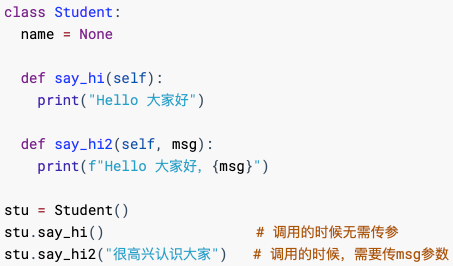 class Student:
  name = None

  def say_hi(self):
    print("Hello 大家好")

  def say_hi2(self, msg):
    print(f"Hello 大家好, {msg}")

stu = Student()
stu.say_hi()                  # 调用的时候无需传参
stu.say_hi2("很高兴认识大家")   # 调用的时候, 需要传msg参数